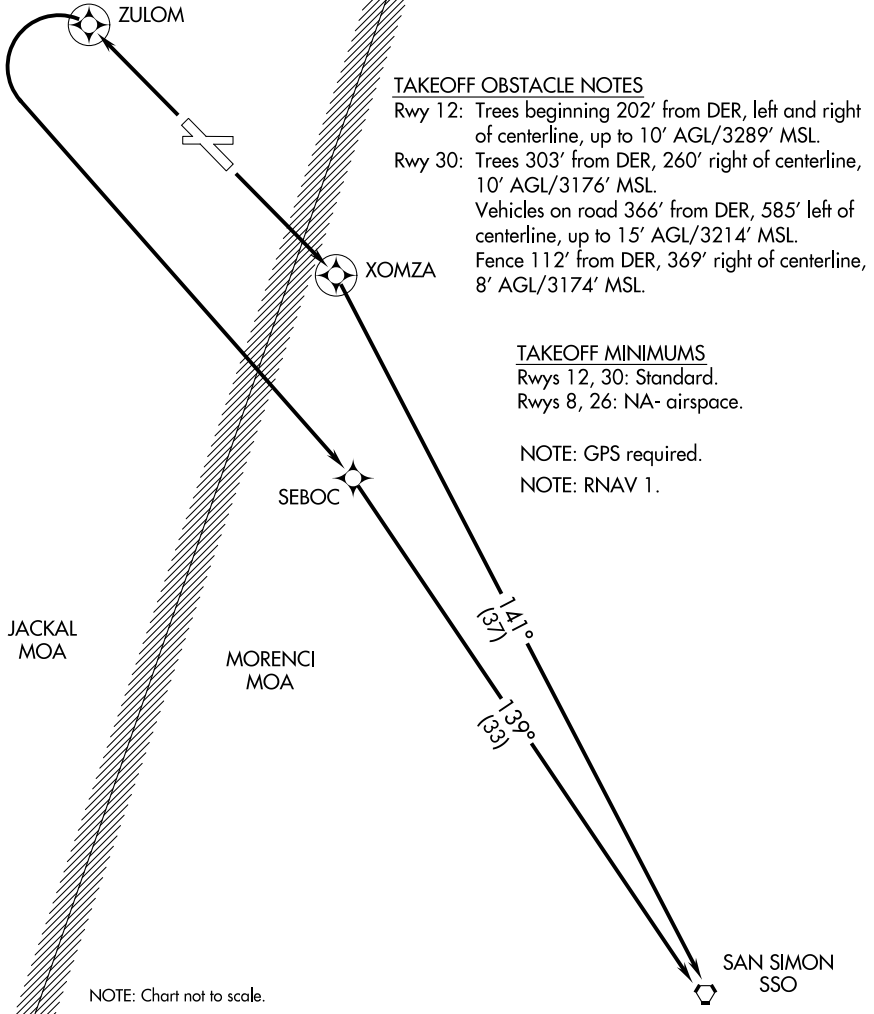 ZULOM
TAKEOFF OBSTACLE NOTES
Rwy 12: Trees beginning 202' from DER, left and right
of centerline, up to 10' AGL/3289' MSL.
Rwy 30: Trees 303' from DER, 260' right of centerline,
10' AGL/3176' MSL.
Vehicles on road 366' from DER, 585' left of
centerline, up to 15' AGL/3214' MSL.
Fence 112' from DER, 369' right of centerline,
8' AGL/3174' MSL.
XOMZA
TAKEOFF MINIMUMS
Rwys 12, 30: Standard.
Rwys 8, 26: NA- airspace.
NOTE: GPS required.
NOTE: RNAV 1.
SEBOC
141°
(37)
JACKAL
MOA
MORENCI
MOA
139°
(33)
SAN SIMON
SSO
NOTE: Chart not to scale.